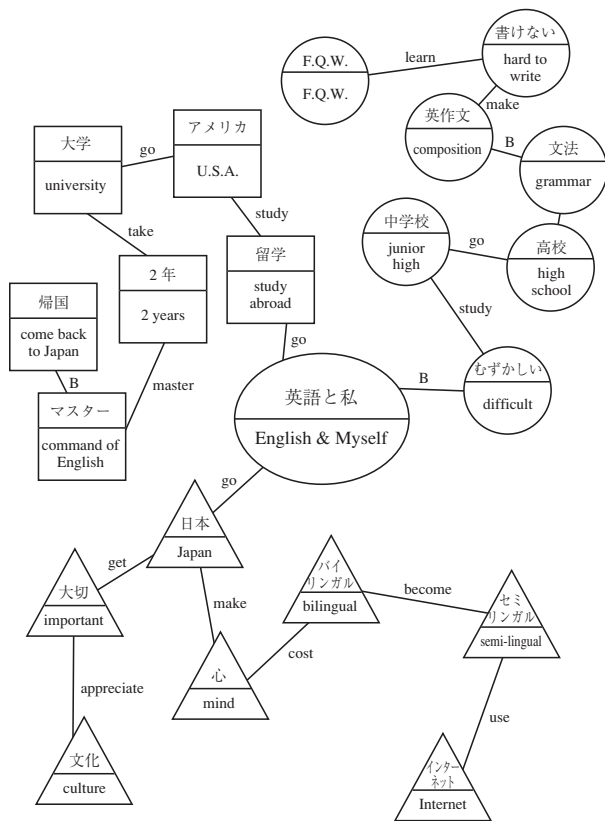 書けない
hard to
write
learn
F.Q.W.
F.Q.W.
make
英作文
composition
B
文法
grammar
アメリカ
U.S.A.
go
大学
university
study
留学
study
abroad
take
2 年
2 years
中学校
junior
high
go
高校
high
school
帰国
come back
to Japan
B
マスター
command of
English
master
go
study
むずかしい
difficult
B
英語と私
English & Myself
go
日本
Japan
get
大切
important
make
appreciate
文化
culture
心
mind
cost
バイ
リンガル
bilingual
become
セミ
リンガル
semi-lingual
use
インター
ネット
Internet